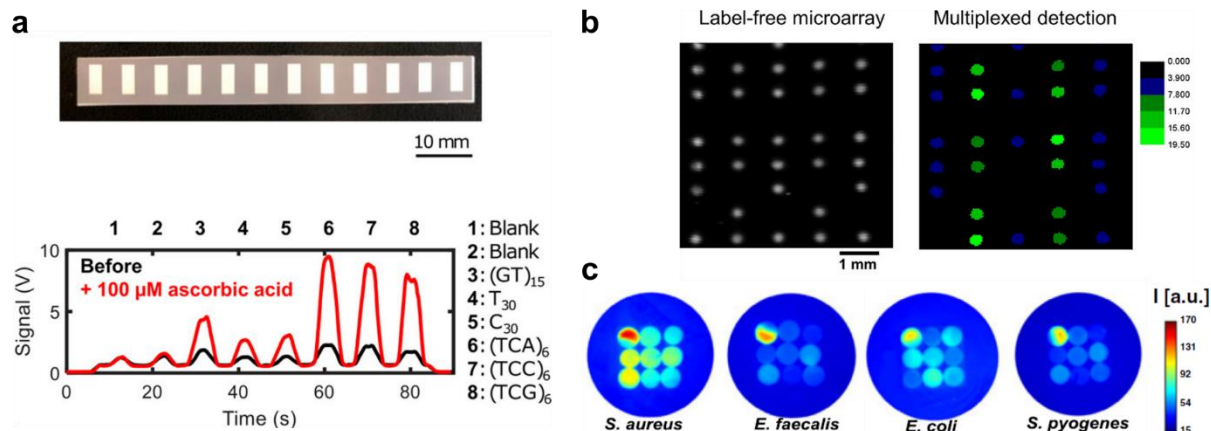 a
10 mm
1 2 3 4 5 6 7 8
Before
+ 100 µM ascorbic acid
Signal (V)
10
5
0
0 20 40 60 80
Time (s)
1: Blank
2: Blank
3: (GT)15
4: T30
5: C30
6: (TCA)6
7: (TCC)6
8: (TCG)6
b
Label-free microarray
Multiplexed detection
1 mm
0.000
3.900
7.800
11.70
15.60
19.50
c
S. aureus
E. faecalis
E. coli
S. pyogenes
I [a.u.]
170
131
93
54
15